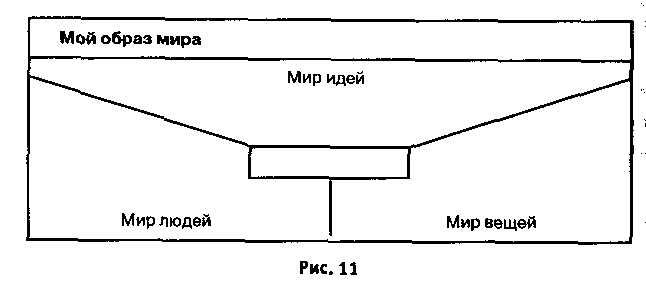 Мой образ мира
Мир идей
Мир людей
Мир вещей
Рис. 11